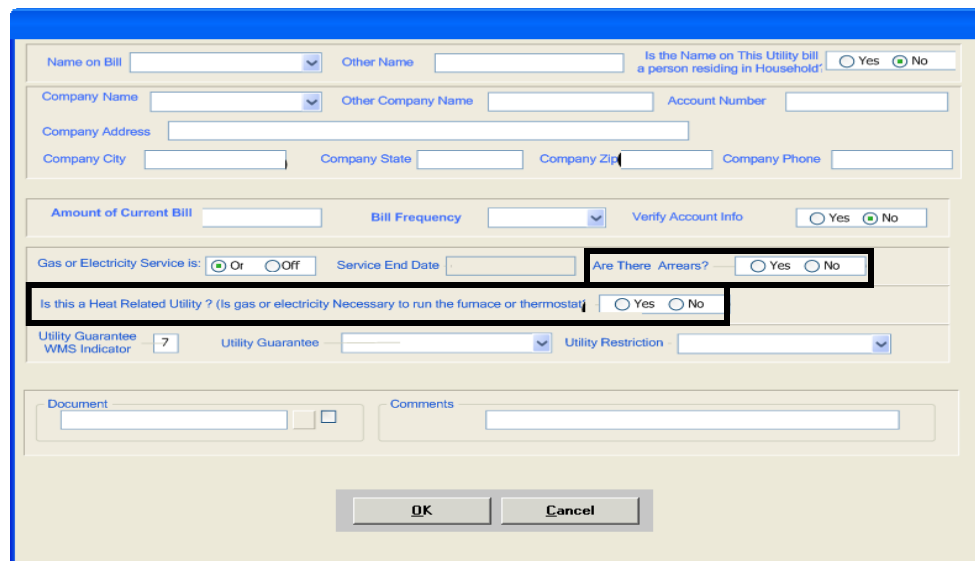 Name on Bill Other Name Is the Name on This Utility bill
a person residing in Household? Yes No
Company Name Other Company Name Account Number
Company Address
Company City Company State Company Zip Company Phone
Amount of Current Bill Bill Frequency Verify Account Info Yes No
Gas or Electricity Service is: Or Off Service End Date Are There Arrears? Yes No
Is this a Heat Related Utility ? (Is gas or electricity Necessary to run the furnace or thermostat Yes No
Utility Guarantee
WMS Indicator 7 Utility Guarantee Utility Restriction
Document Comments
OK Cancel